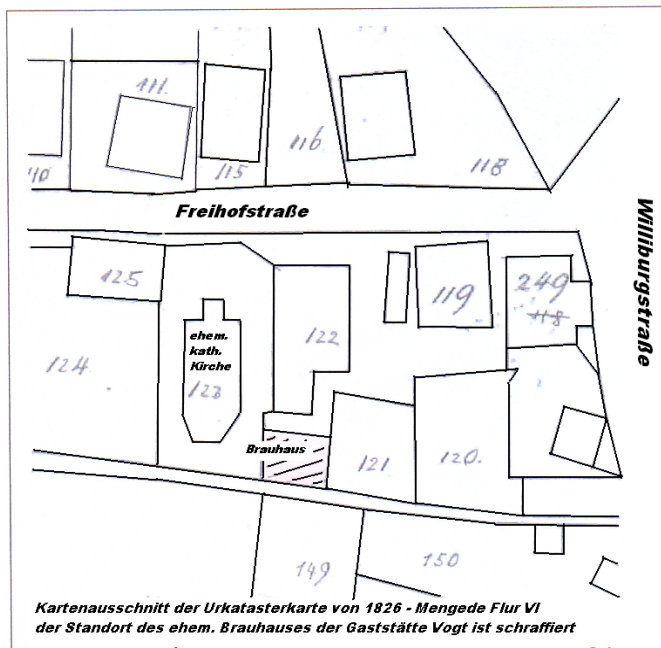 111.
110
115
116
118
Freihofstraße
Williburgstraße
125
119
249
118
122
ehem.
kath.
Kirche
123
124
Brauhaus
121
120.
149
150
Kartenausschnitt der Urkatasterkarte von 1826 - Mengede Flur VI
der Standort des ehem. Brauhauses der Gaststätte Vogt ist schraffiert